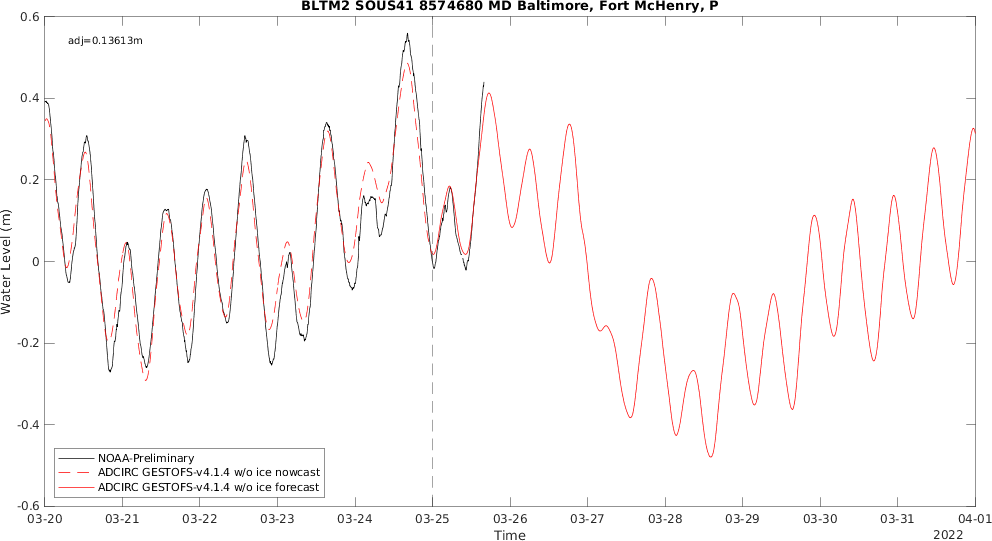 BLTM2 SOUS41 8574680 MD Baltimore, Fort McHenry, P
adj=0.13613m
0.6
0.4
0.2
0
-0.2
-0.4
-0.6
Water Level (m)
NOAA-Preliminary
ADCIRC GESTOFS-v4.1.4 w/o ice nowcast
ADCIRC GESTOFS-v4.1.4 w/o ice forecast
03-20 03-21 03-22 03-23 03-24 03-25 03-26 03-27 03-28 03-29 03-30 03-31 04-01
Time
2022